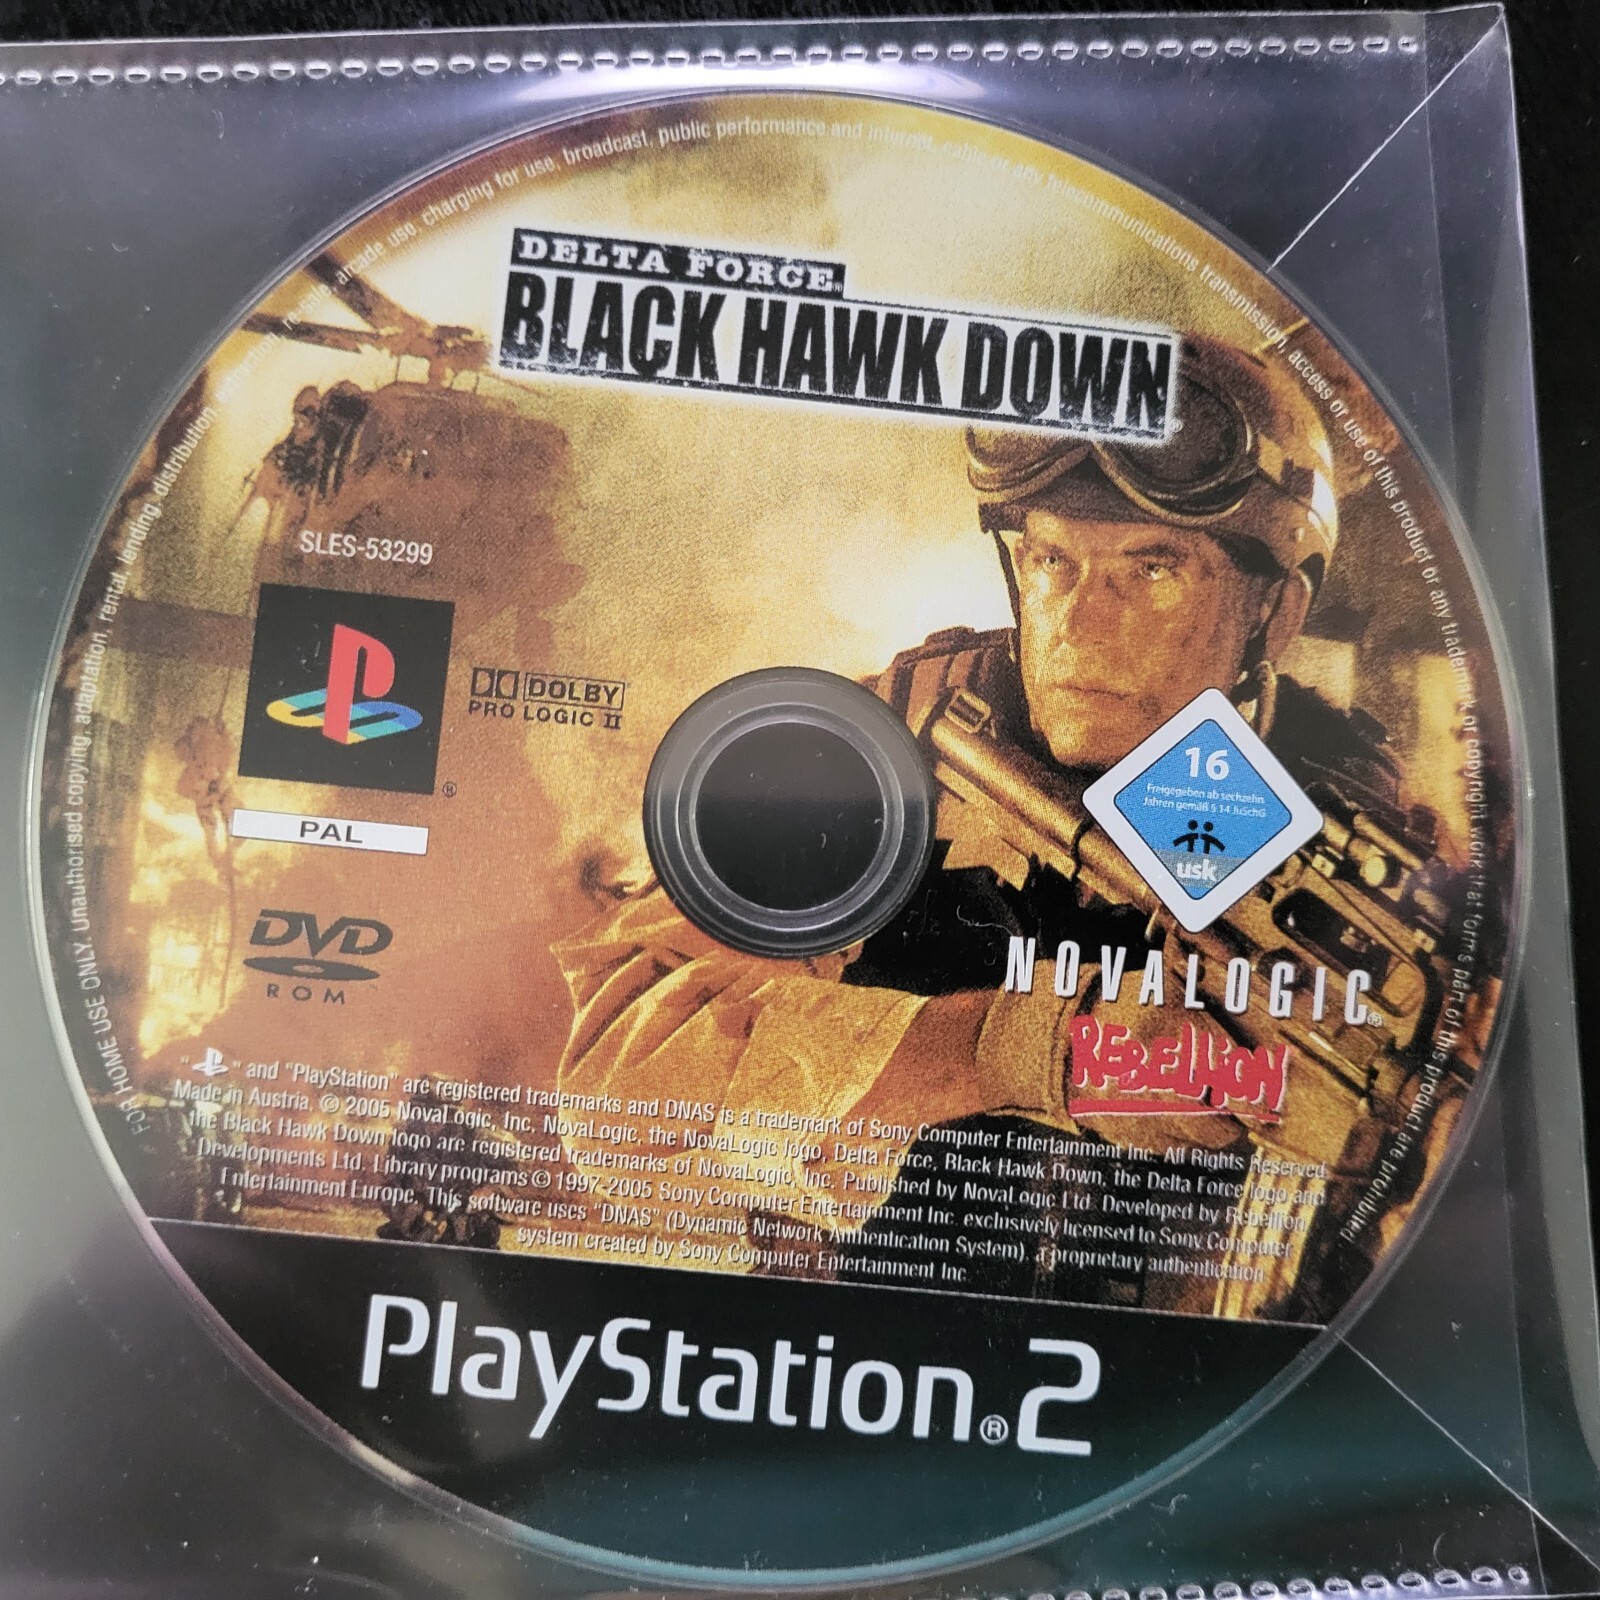 FOR HOME USE ONLY. Unauthorised copying, adaptation, rental, lending, distribution, extraction, re-sale, arcade use, charging for use, broadcast, public performance and internet, cable or any telecommunications transmission, access or use of this product or any trademark or copyright work that forms part of this product are prohibited
DELTA FORCE®
BLACK HAWK DOWN®
SLES-53299
DOLBY
PRO LOGIC II
®
PAL
DVD
ROM
16
Freigegeben ab sechzehn
Jahren gemäß § 14 JuSchG
usk
NOVALOGIC®
REBELLION
" " and "PlayStation" are registered trademarks and DNAS is a trademark of Sony Computer Entertainment Inc. All Rights Reserved.
Made in Austria. © 2005 NovaLogic, Inc. NovaLogic, the NovaLogic logo, Delta Force, Black Hawk Down, the Delta Force logo and
the Black Hawk Down logo are registered trademarks of NovaLogic, Inc. Published by NovaLogic Ltd. Developed by Rebellion
Developments Ltd. Library programs © 1997-2005 Sony Computer Entertainment Inc. exclusively licensed to Sony Computer
Entertainment Europe. This software uses "DNAS" (Dynamic Network Authentication System), a proprietary authentication
system created by Sony Computer Entertainment Inc.
PlayStation®2